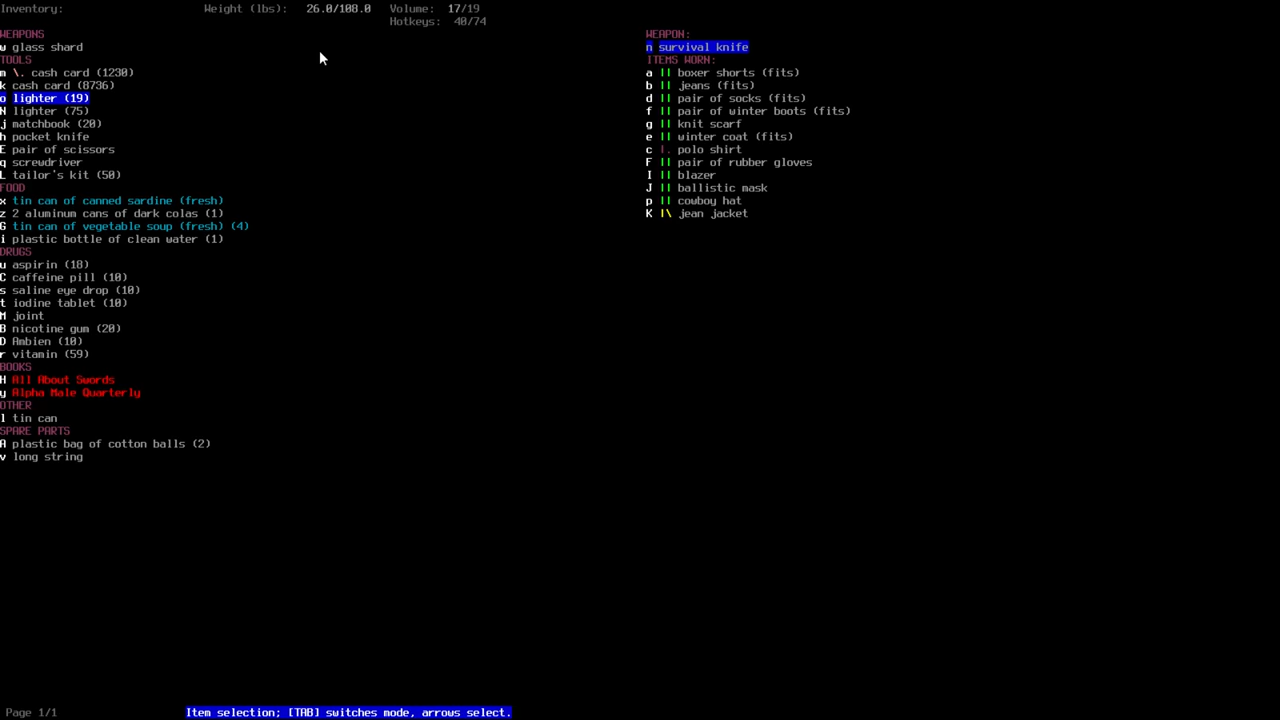 Inventory: Weight (lbs): 26.0/108.0 Volume: 17/19
Hotkeys: 40/74
WEAPONS
w glass shard
TOOLS
m \. cash card (1230)
k cash card (8736)
o lighter (19)
N lighter (75)
j matchbook (20)
h pocket knife
E pair of scissors
q screwdriver
L tailor's kit (50)
FOOD
x tin can of canned sardine (fresh)
z 2 aluminum cans of dark colas (1)
G tin can of vegetable soup (fresh) (4)
i plastic bottle of clean water (1)
DRUGS
u aspirin (18)
C caffeine pill (10)
s saline eye drop (10)
t iodine tablet (10)
M joint
B nicotine gum (20)
D Ambien (10)
r vitamin (59)
BOOKS
H All About Swords
y Alpha Male Quarterly
OTHER
l tin can
SPARE PARTS
A plastic bag of cotton balls (2)
v long string
WEAPON:
n survival knife
ITEMS WORN:
a || boxer shorts (fits)
b || jeans (fits)
d || pair of socks (fits)
f || pair of winter boots (fits)
g || knit scarf
e || winter coat (fits)
c |. polo shirt
F || pair of rubber gloves
I || blazer
J || ballistic mask
p || cowboy hat
K |\ jean jacket
Page 1/1 Item selection; [TAB] switches mode, arrows select.